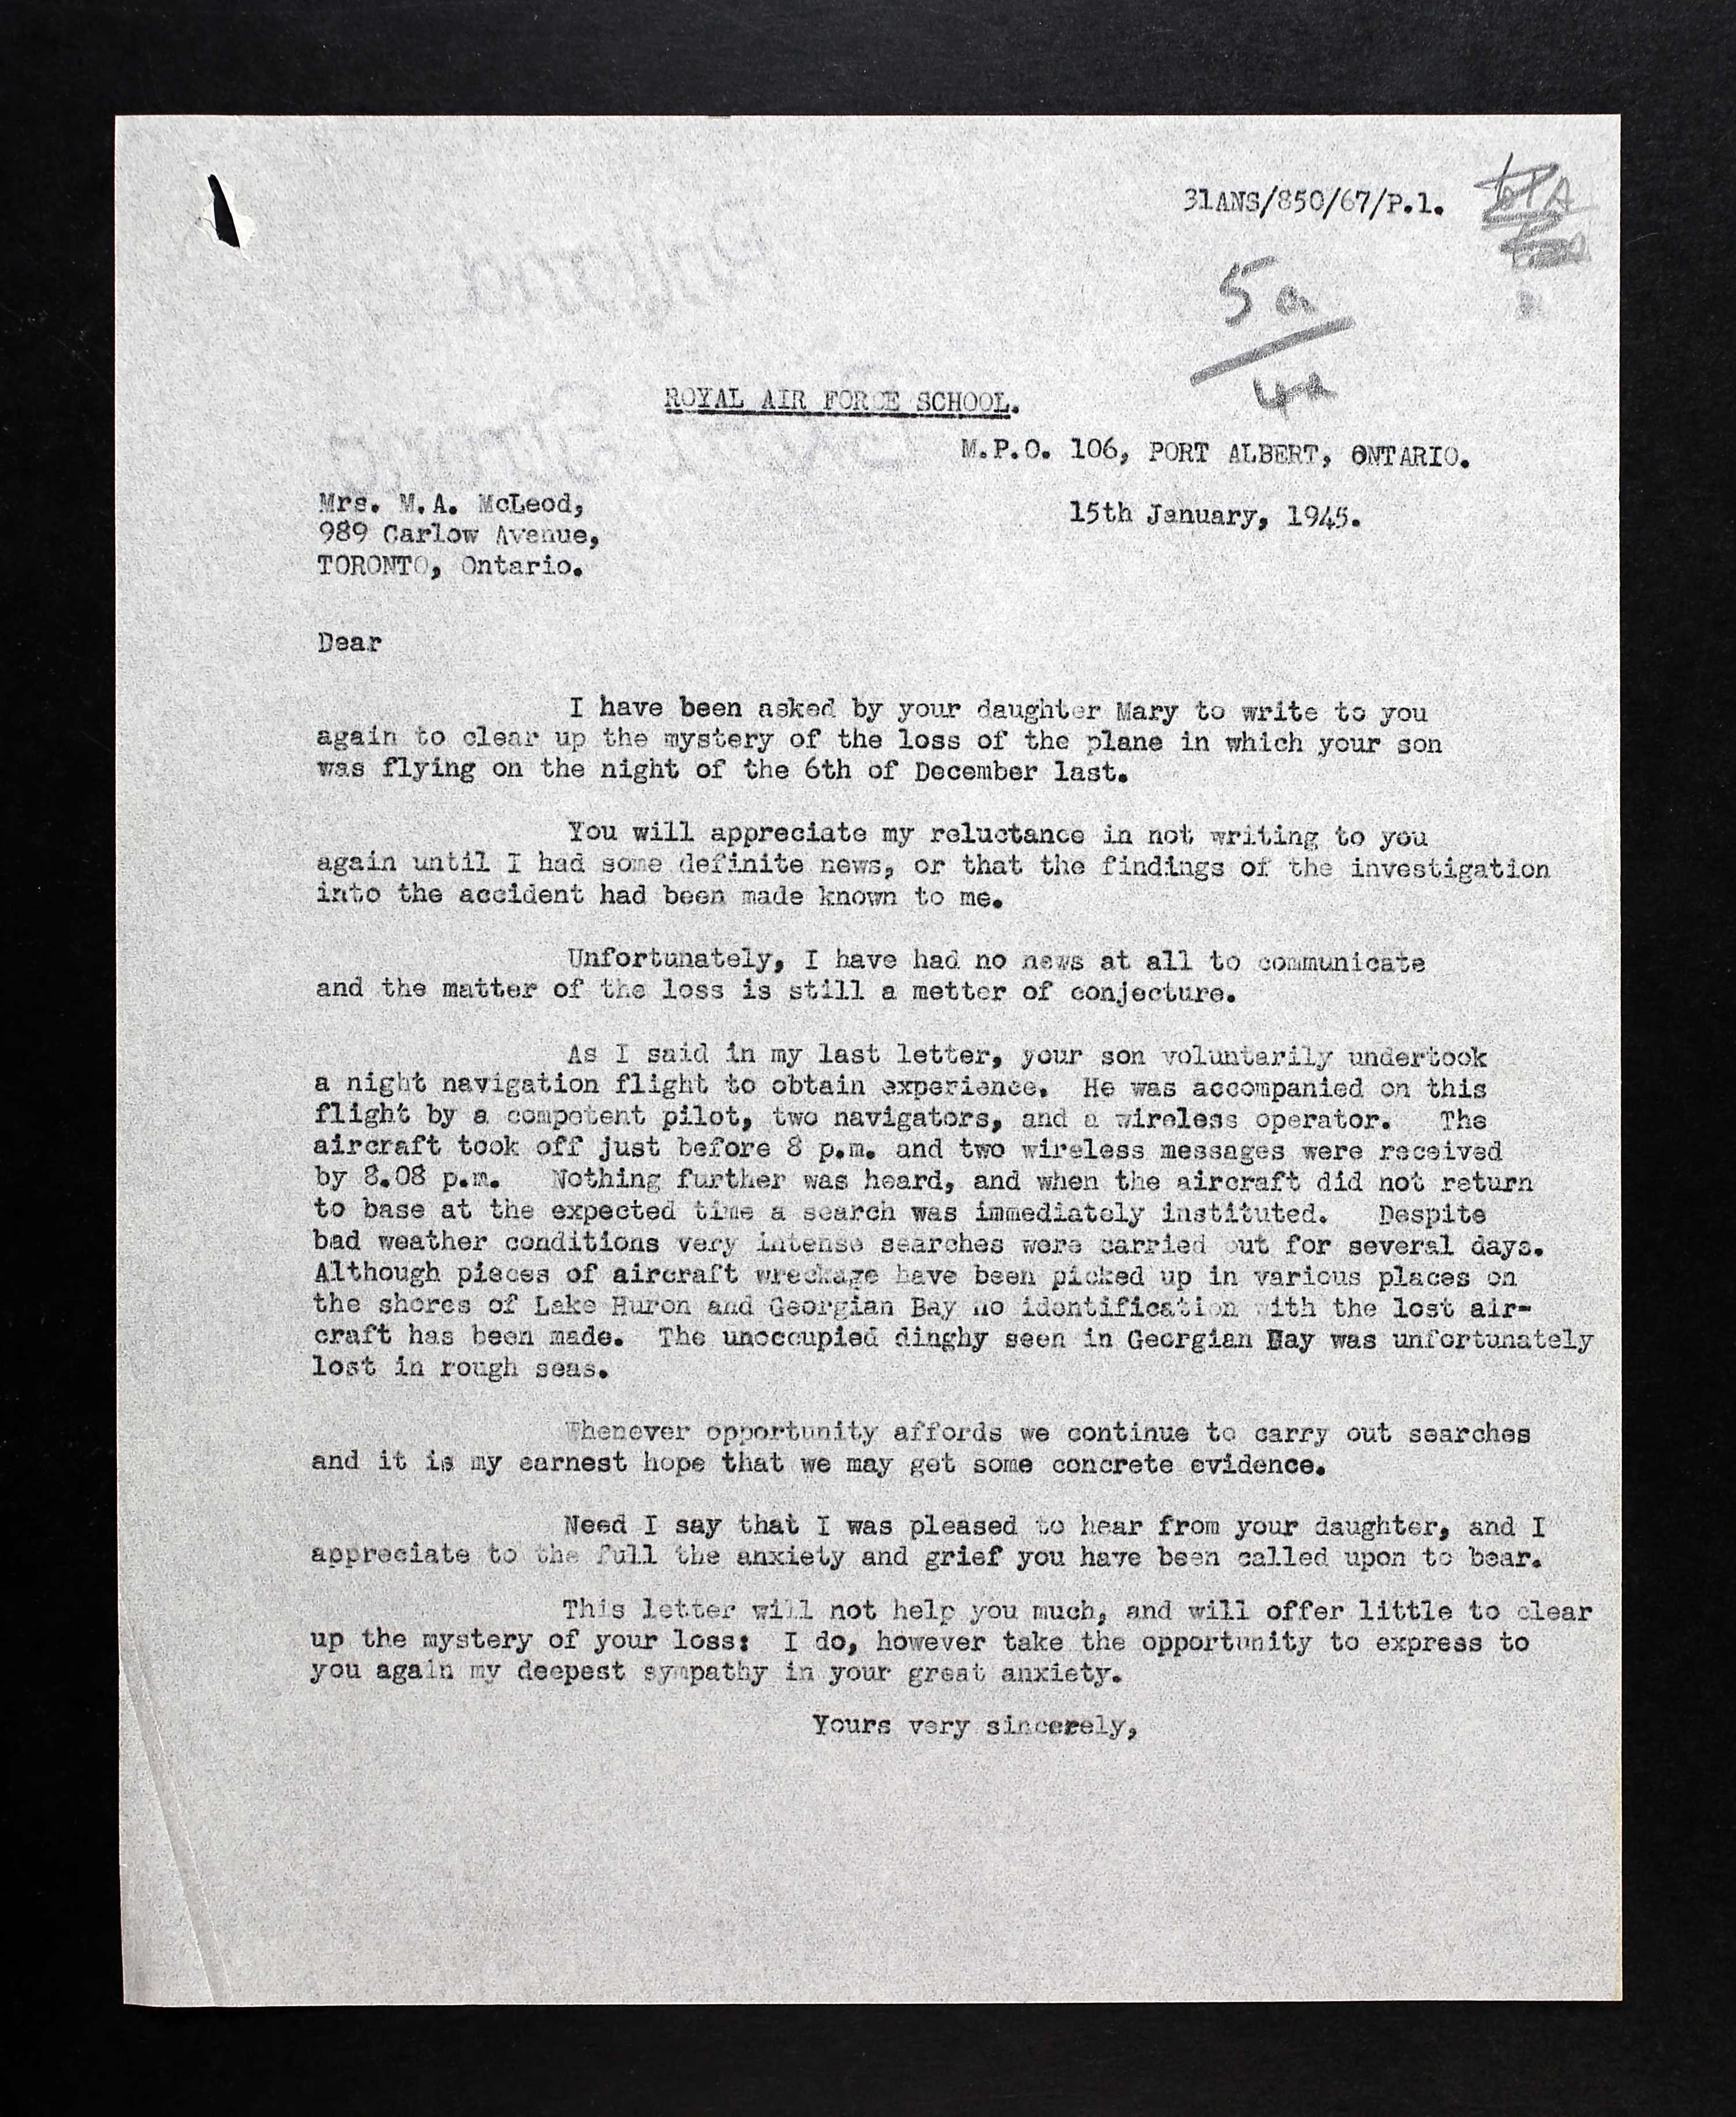 31ANS/850/67/P.1.
5a
4a
ROYAL AIR FORCE SCHOOL.
M.P.O. 106, PORT ALBERT, ONTARIO.
Mrs. M.A. McLeod,
989 Carlow Avenue,
TORONTO, Ontario.
15th January, 1945.
Dear
I have been asked by your daughter Mary to write to you
again to clear up the mystery of the loss of the plane in which your son
was flying on the night of the 6th of December last.
You will appreciate my reluctance in not writing to you
again until I had some definite news, or that the findings of the investigation
into the accident had been made known to me.
Unfortunately, I have had no news at all to communicate
and the matter of the loss is still a metter of conjecture.
As I said in my last letter, your son voluntarily undertook
a night navigation flight to obtain experience. He was accompanied on this
flight by a competent pilot, two navigators, and a wireless operator. The
aircraft took off just before 8 p.m. and two wireless messages were received
by 8.08 p.m. Nothing further was heard, and when the aircraft did not return
to base at the expected time a search was immediately instituted. Despite
bad weather conditions very intense searches were carried out for several days.
Although pieces of aircraft wreckage have been picked up in various places on
the shores of Lake Huron and Georgian Bay no identification with the lost air-
craft has been made. The unoccupied dinghy seen in Georgian Bay was unfortunately
lost in rough seas.
Whenever opportunity affords we continue to carry out searches
and it is my earnest hope that we may get some concrete evidence.
Need I say that I was pleased to hear from your daughter, and I
appreciate to the full the anxiety and grief you have been called upon to bear.
This letter will not help you much, and will offer little to clear
up the mystery of your loss: I do, however take the opportunity to express to
you again my deepest sympathy in your great anxiety.
Yours very sincerely,